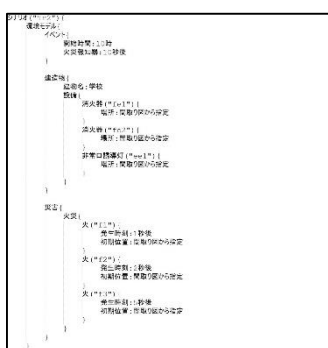 シナリオ("sc2"){
環境モデル{
イベント{
開始時間:10時
火災報知器:10秒後
}
建造物{
建物名:学校
設備{
消火器("fe1"){
場所:間取り図から指定
}
消火器("fe2"){
場所:間取り図から指定
}
非常口誘導灯("ee1"){
場所:間取り図から指定
}
}
}
災害{
火災{
火("f1"){
発生時刻:1秒後
初期位置:間取り図から指定
}
火("f2"){
発生時刻:2秒後
初期位置:間取り図から指定
}
火("f3"){
発生時刻:5秒後
初期位置:間取り図から指定
}
}
}
}